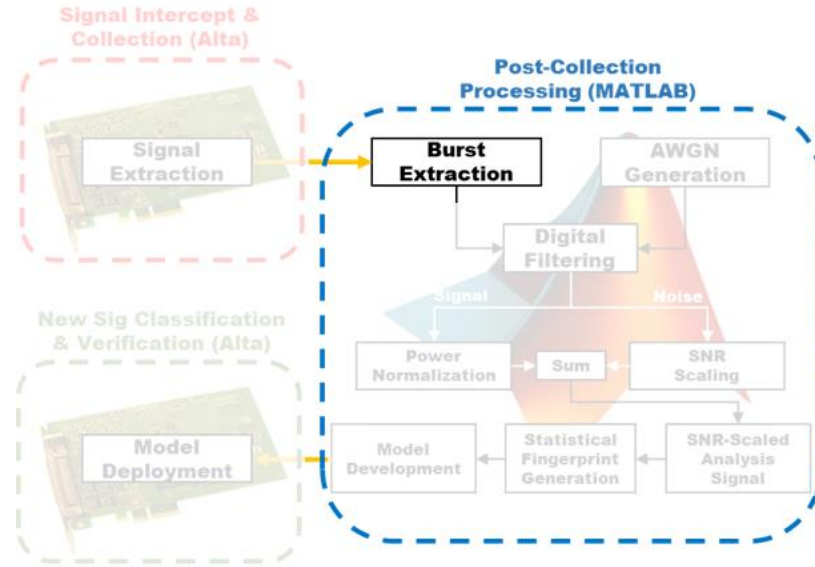 Signal Intercept &
Collection (Alta)
Signal
Extraction
Post-Collection
Processing (MATLAB)
Burst
Extraction
AWGN
Generation
Digital
Filtering
Signal
Noise
Power
Normalization
Sum
SNR
Scaling
New Sig Classification
& Verification (Alta)
Model
Deployment
Model
Development
Statistical
Fingerprint
Generation
SNR-Scaled
Analysis
Signal